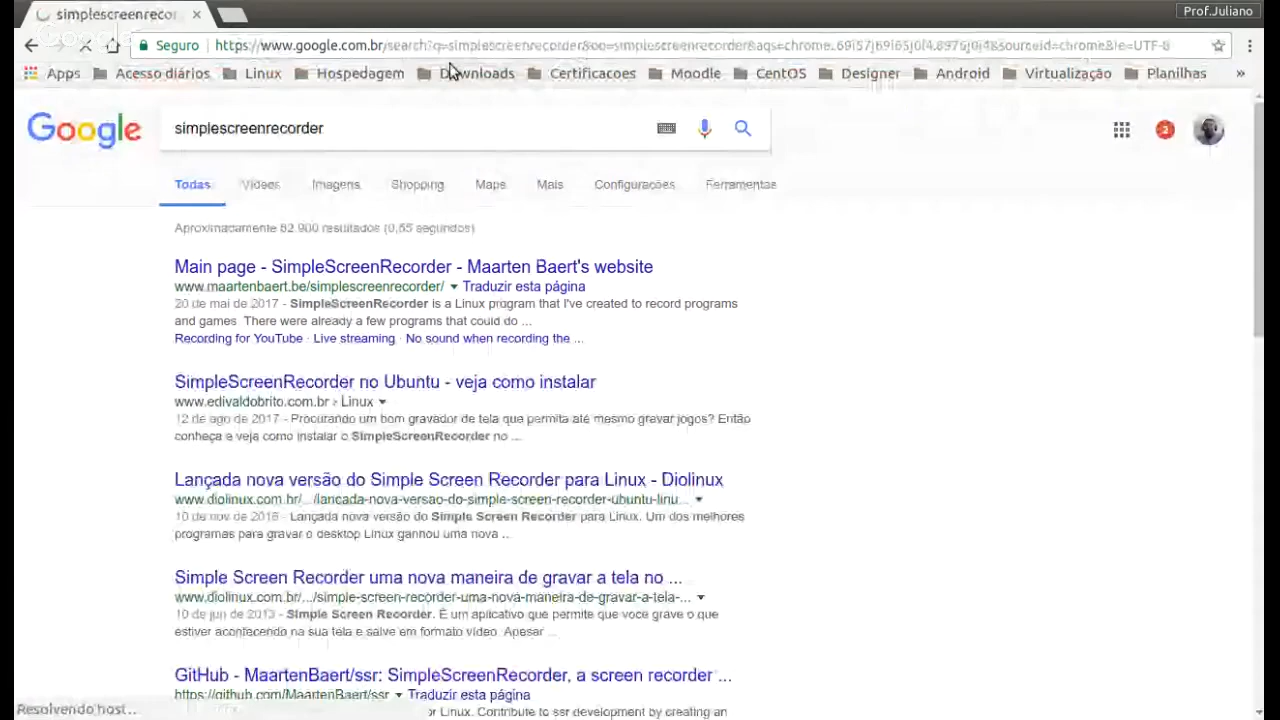 simplescreenrecor
Prof.Juliano
Seguro
https://www.google.com.br/search?q=simplescreenrecorder&oq=simplescreenrecorder&aqs=chrome
Apps
Acesso diários
Linux
Hospedagem
Downloads
Certificacoes
Moodle
CentOS
Designer
Android
Virtualização
Planilhas
»
Google
simplescreenrecorder
Todas
Vídeos
Imagens
Shopping
Maps
Mais
Configurações
Ferramentas
Aproximadamente 82.900 resultados (0,55 segundos)
Main page - SimpleScreenRecorder - Maarten Baert's website
www.maartenbaert.be/simplescreenrecorder/ Traduzir esta página
20 de mai de 2017 - SimpleScreenRecorder is a Linux program that I've created to record programs
and games There were already a few programs that could do ...
Recording for YouTube · Live streaming · No sound when recording the ...
SimpleScreenRecorder no Ubuntu - veja como instalar
www.edivaldobrito.com.br › Linux
12 de ago de 2017 - Procurando um bom gravador de tela que permita até mesmo gravar jogos? Então
conheça e veja como instalar o SimpleScreenRecorder no ...
Lançada nova versão do Simple Screen Recorder para Linux - Diolinux
www.diolinux.com.br/.../lancada-nova-versao-do-simple-screen-recorder-ubuntu-linu...
10 de nov de 2016 - Lançada nova versão do Simple Screen Recorder para Linux. Um dos melhores
programas para gravar o desktop Linux ganhou uma nova ...
Simple Screen Recorder uma nova maneira de gravar a tela no ...
www.diolinux.com.br/.../simple-screen-recorder-uma-nova-maneira-de-gravar-a-tela-...
10 de jun de 2013 - Simple Screen Recorder. É um aplicativo que permite que você grave o que
estiver acontecendo na sua tela e salve em formato vídeo. Apesar ...
GitHub - MaartenBaert/ssr: SimpleScreenRecorder, a screen recorder ...
https://github.com/MaartenBaert/ssr Traduzir esta página
or Linux. Contribute to ssr development by creating an
Resolvendo host...